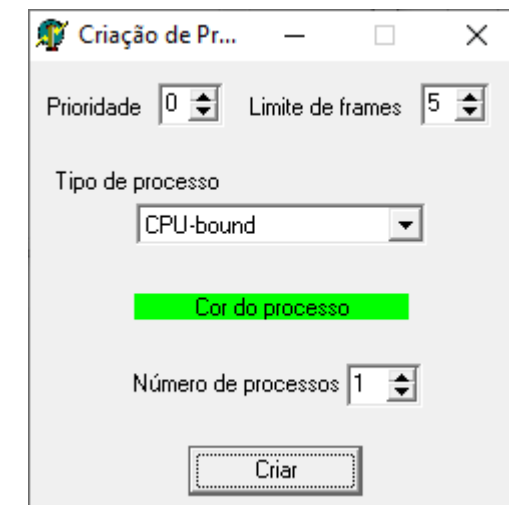 Criação de Pr...
Prioridade 0 Limite de frames 5
Tipo de processo
CPU-bound
Cor do processo
Número de processos 1
Criar